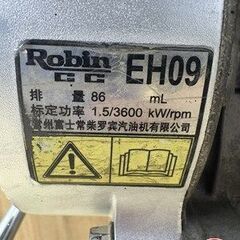 Robin EH09
排 量 86 mL
标定功率 1.5/3600 kW/rpm
常州富士常柴罗宾汽油机有限公司